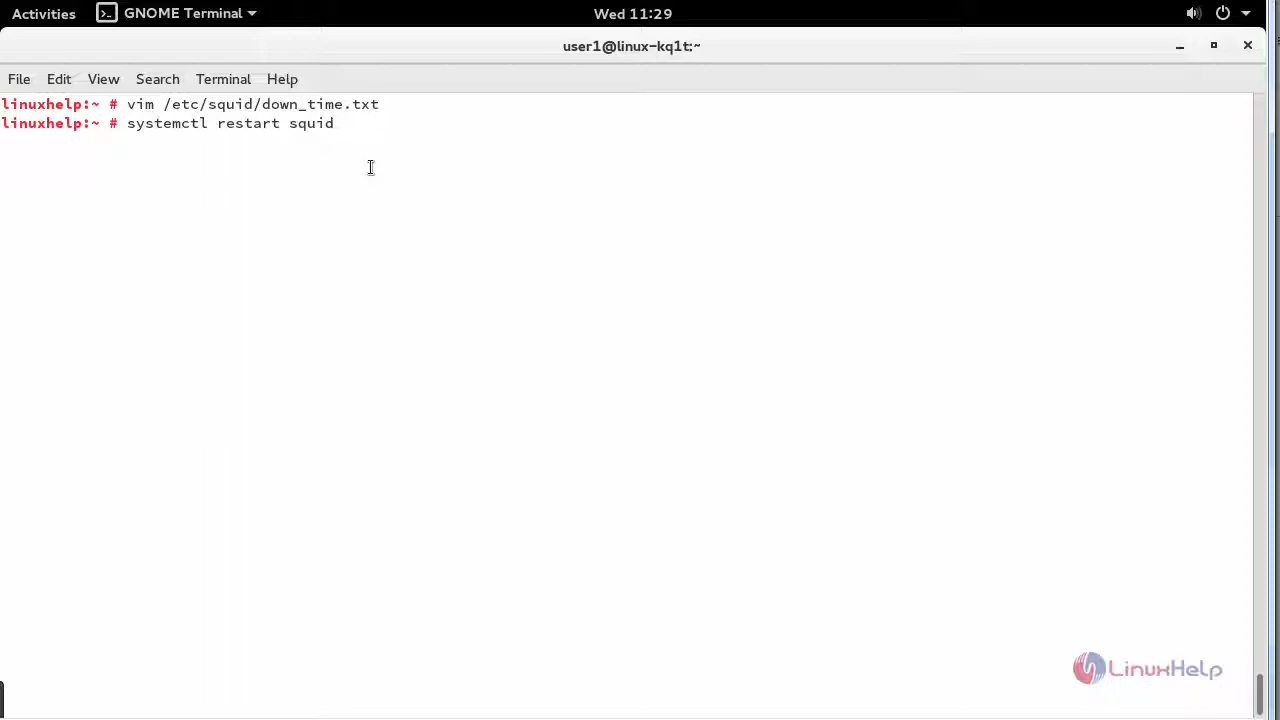 Activities GNOME Terminal Wed 11:29
user1@linux-kq1t:~
File Edit View Search Terminal Help
linuxhelp:~ # vim /etc/squid/down_time.txt
linuxhelp:~ # systemctl restart squid
LinuxHelp